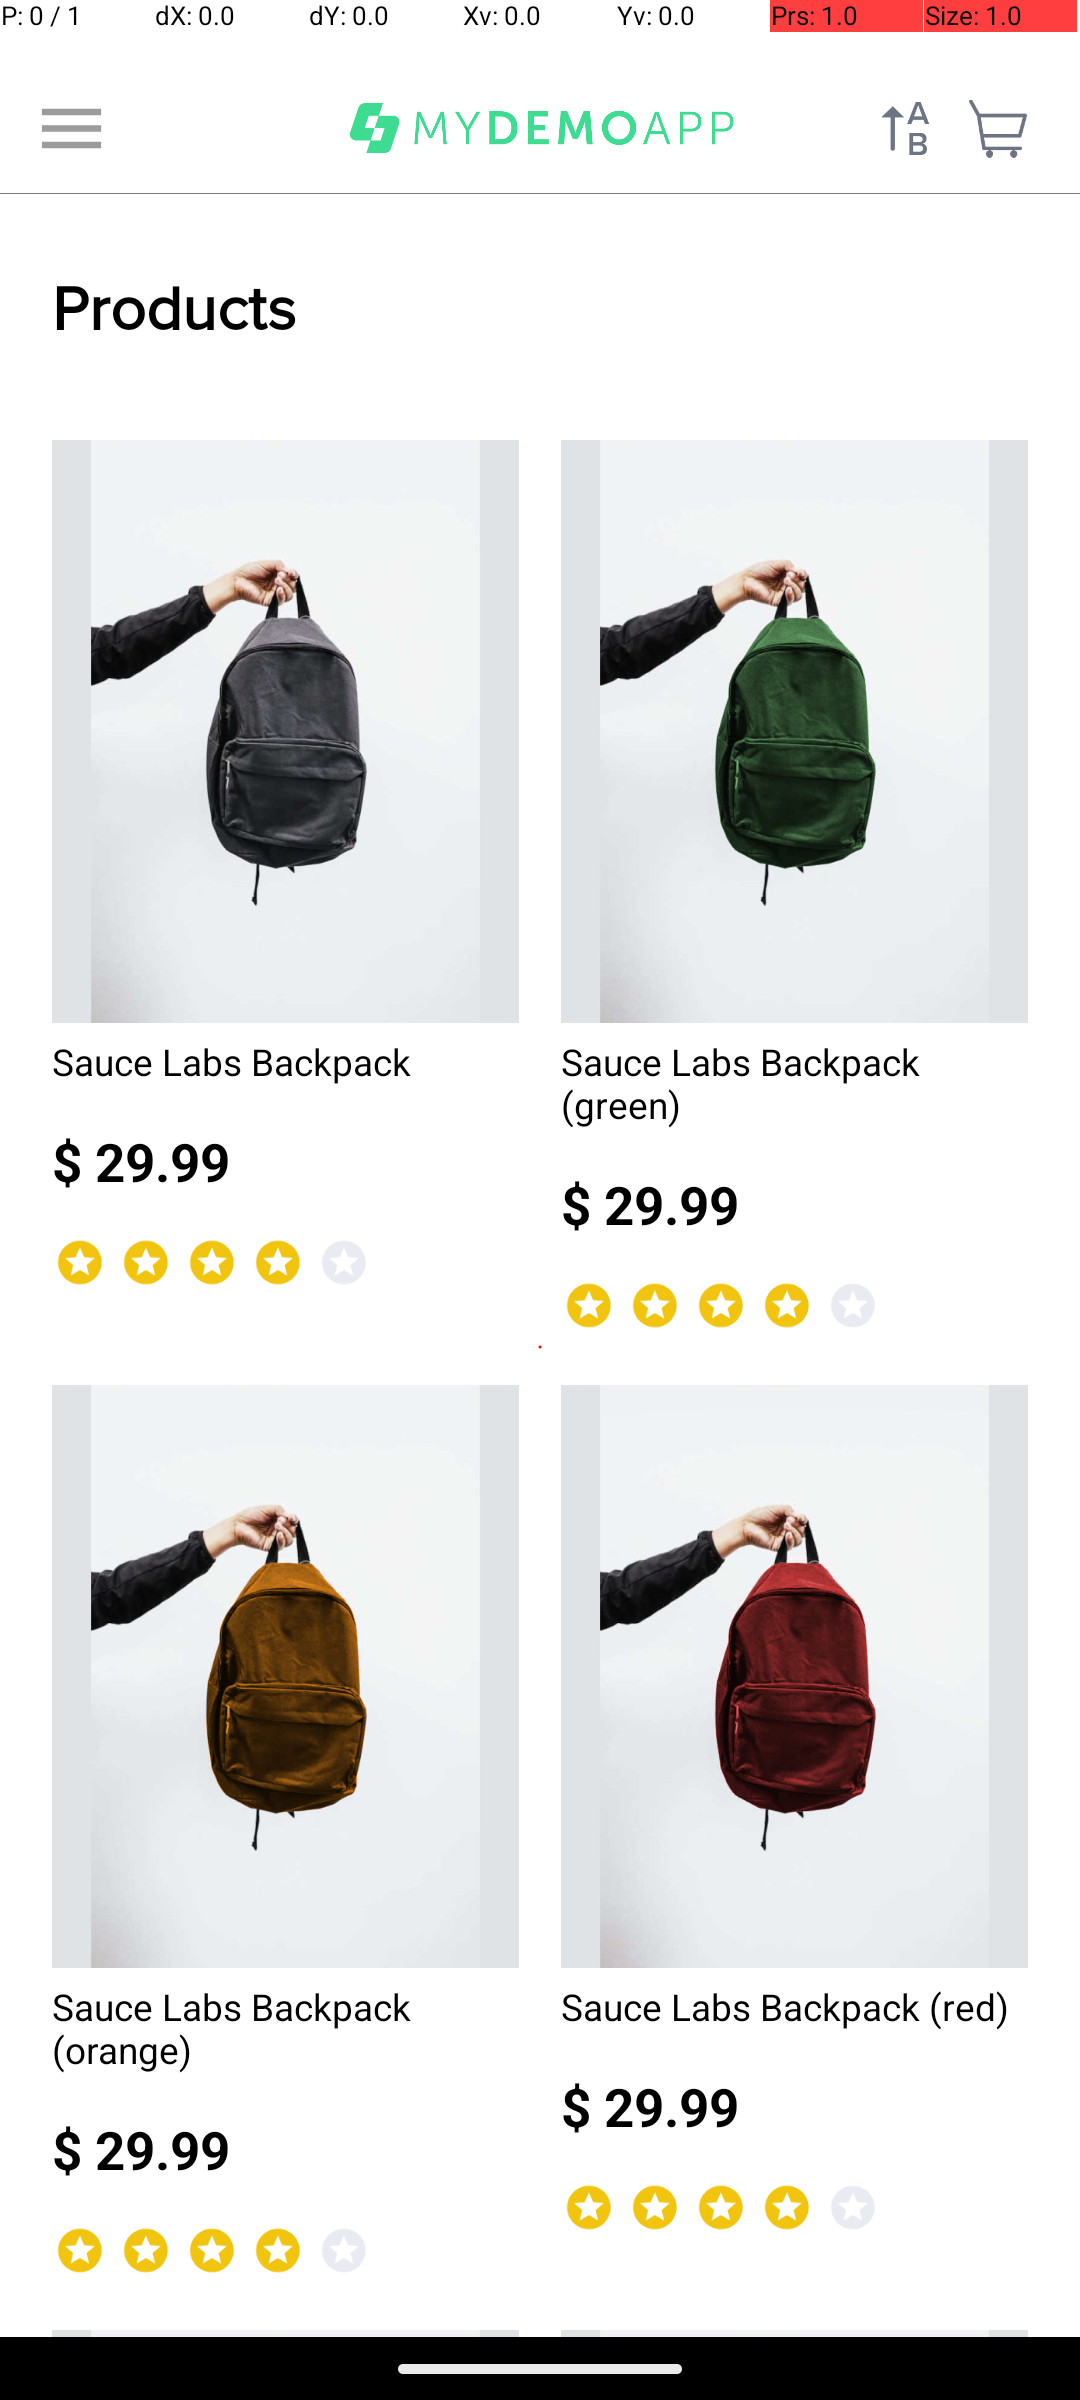 P: 0 / 1 dX: 0.0 dY: 0.0 Xv: 0.0 Yv: 0.0 Prs: 1.0 Size: 1.0
MYDEMOAPP
A
B
Products
Sauce Labs Backpack
$ 29.99
Sauce Labs Backpack
(green)
$ 29.99
Sauce Labs Backpack
(orange)
$ 29.99
Sauce Labs Backpack (red)
$ 29.99